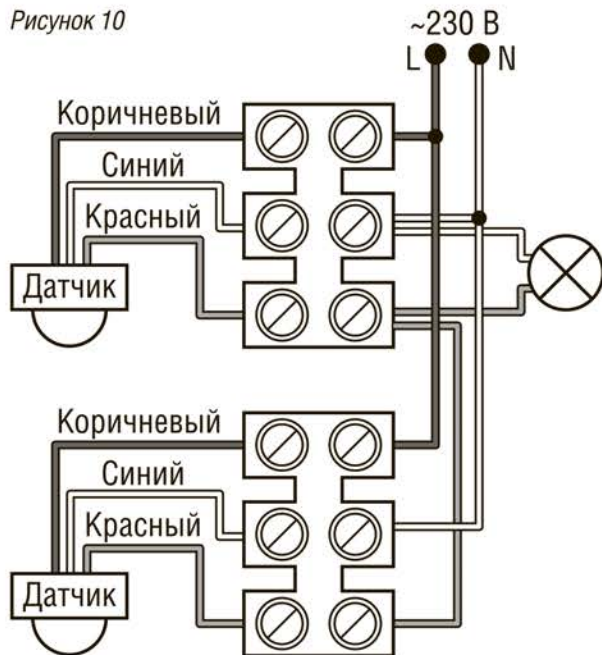 Рисунок 10
~230 В
L N
Коричневый
Синий
Красный
Датчик
Коричневый
Синий
Красный
Датчик